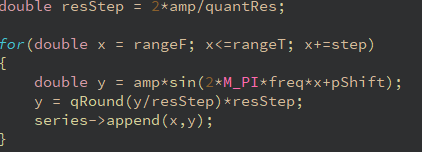 double resStep = 2*amp/quantRes;
for(double x = rangeF; x<=rangeT; x+=step)
{
double y = amp*sin(2*M_PI*freq*x+pShift);
y = qRound(y/resStep)*resStep;
series->append(x,y);
}